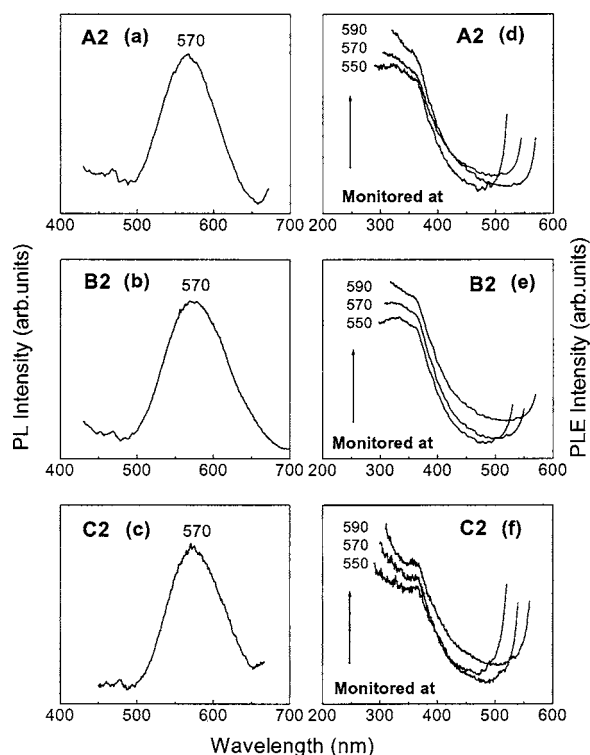 A2 (a)
570
400 500 600 700
590
570
550
A2 (d)
Monitored at
200 300 400 500 600
B2 (b)
570
400 500 600 700
590
570
550
B2 (e)
Monitored at
200 300 400 500 600
C2 (c)
570
400 500 600 700
590
570
550
C2 (f)
Monitored at
200 300 400 500 600
PL Intensity (arb.units)
PLE Intensity (arb.units)
Wavelength (nm)